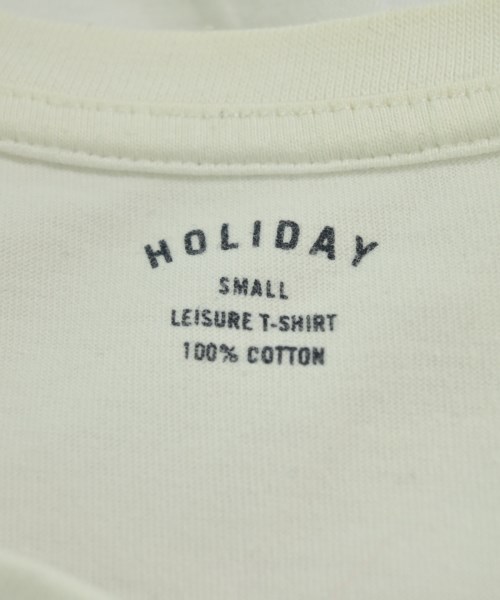 HOLIDAY
SMALL
LEISURE T-SHIRT
100% COTTON